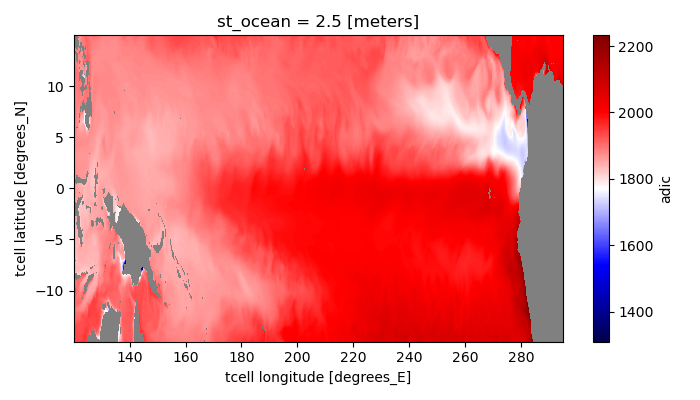 st_ocean = 2.5 [meters]
tcell latitude [degrees_N]
10
5
0
−5
−10
140 160 180 200 220 240 260 280
tcell longitude [degrees_E]
2200
2000
1800
1600
1400
adic